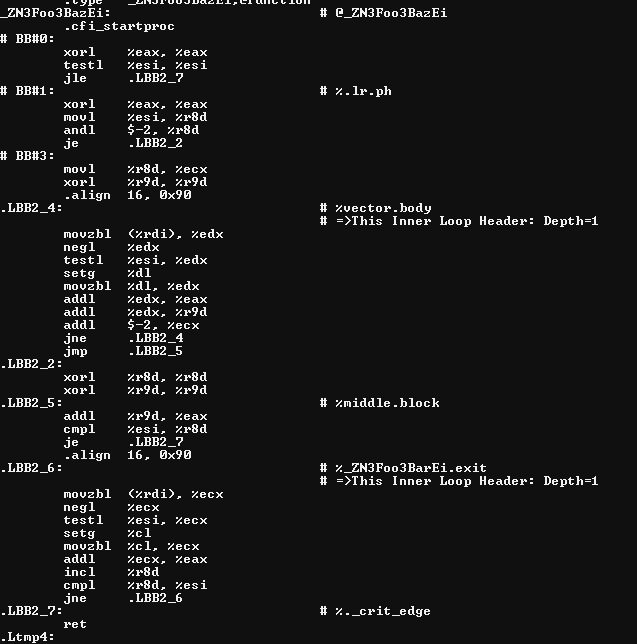 .type _ZN3Foo3BazEi,@function
_ZN3Foo3BazEi: # @_ZN3Foo3BazEi
.cfi_startproc
# BB#0:
xorl %eax, %eax
testl %esi, %esi
jle .LBB2_7
# BB#1: # %.lr.ph
xorl %eax, %eax
movl %esi, %r8d
andl $-2, %r8d
je .LBB2_2
# BB#3:
movl %r8d, %ecx
xorl %r9d, %r9d
.align 16, 0x90
.LBB2_4: # %vector.body
# =>This Inner Loop Header: Depth=1
movzbl (%rdi), %edx
negl %edx
testl %esi, %edx
setg %dl
movzbl %dl, %edx
addl %edx, %eax
addl %edx, %r9d
addl $-2, %ecx
jne .LBB2_4
jmp .LBB2_5
.LBB2_2:
xorl %r8d, %r8d
xorl %r9d, %r9d
.LBB2_5: # %middle.block
addl %r9d, %eax
cmpl %esi, %r8d
je .LBB2_7
.align 16, 0x90
.LBB2_6: # %_ZN3Foo3BarEi.exit
# =>This Inner Loop Header: Depth=1
movzbl (%rdi), %ecx
negl %ecx
testl %esi, %ecx
setg %cl
movzbl %cl, %ecx
addl %ecx, %eax
incl %r8d
cmpl %r8d, %esi
jne .LBB2_6
.LBB2_7: # %._crit_edge
ret
.Ltmp4: